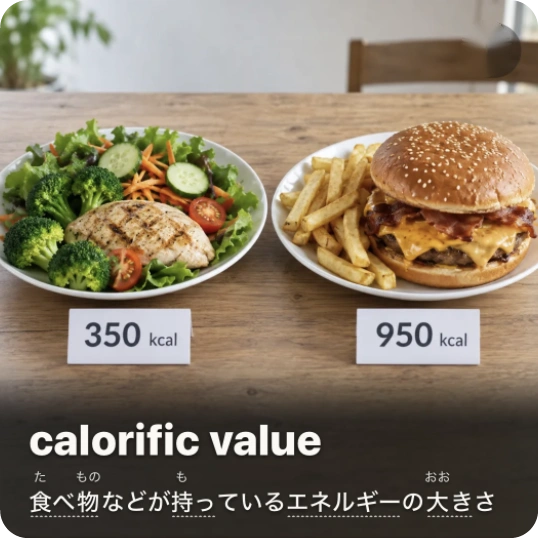 350 kcal
950 kcal
calorific value
食べ物などが持っているエネルギーの大きさ
た もの も おお